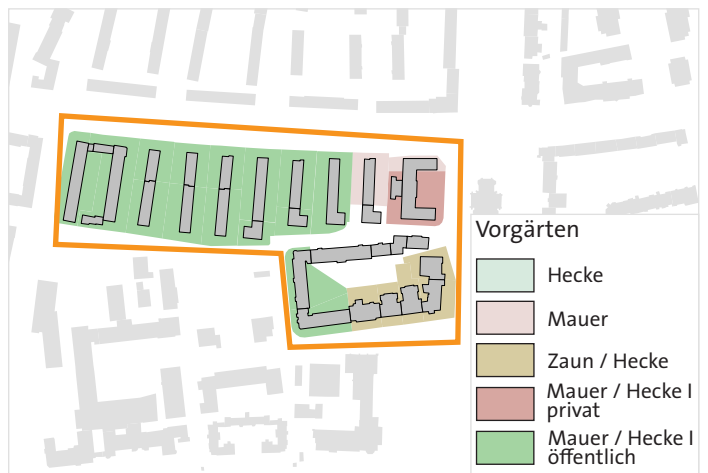 Vorgärten
Hecke
Mauer
Zaun / Hecke
Mauer / Hecke I
privat
Mauer / Hecke I
öffentlich